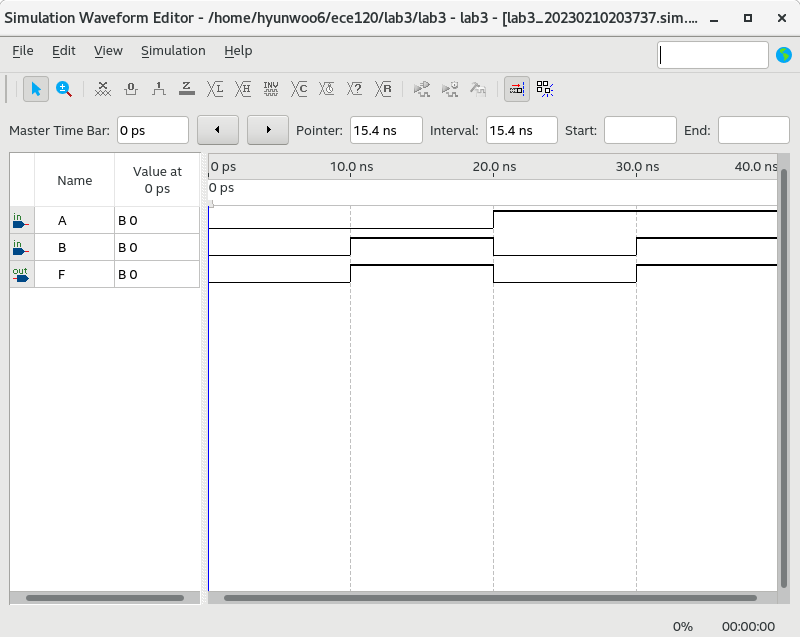 Simulation Waveform Editor - /home/hyunwoo6/ece120/lab3/lab3 - lab3 - [lab3_20230210203737.sim....
File Edit View Simulation Help
0 1 Z L H INV C ? R
Master Time Bar: 0 ps Pointer: 15.4 ns Interval: 15.4 ns Start: End:
Name Value at 0 ps 0 ps 10.0 ns 20.0 ns 30.0 ns 40.0 ns
0 ps
in A B 0
in B B 0
out F B 0
0% 00:00:00